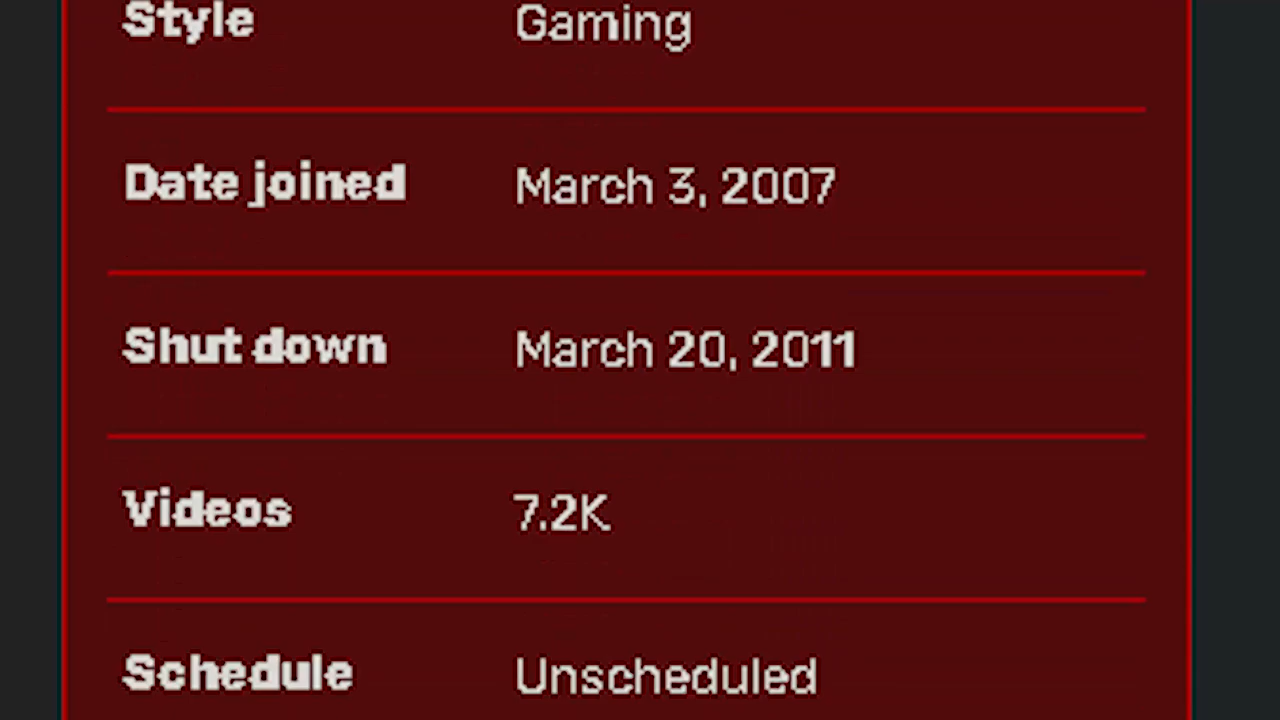 Style Gaming
Date joined March 3, 2007
Shut down March 20, 2011
Videos 7.2K
Schedule Unscheduled